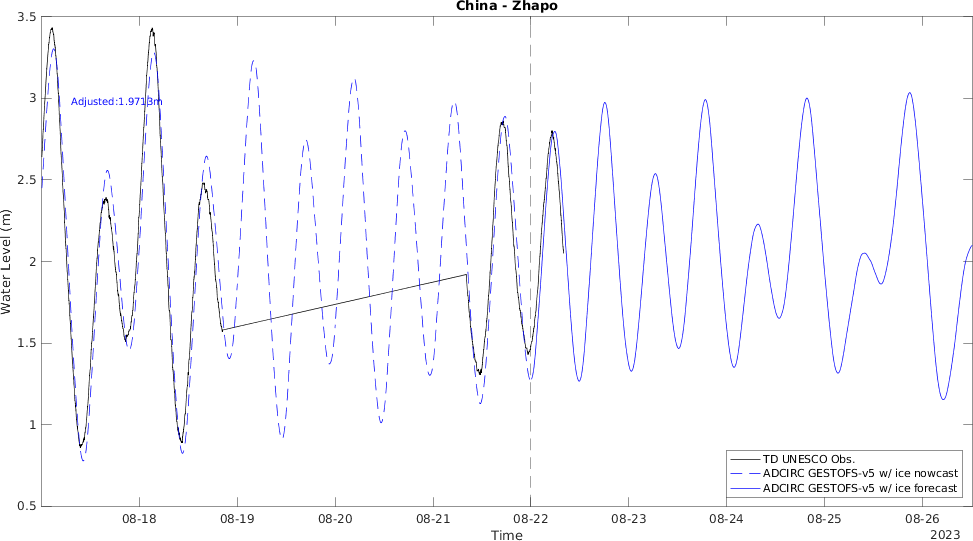 China - Zhapo
3.5
3
2.5
2
1.5
1
0.5
Water Level (m)
Adjusted:1.9713m
TD UNESCO Obs.
ADCIRC GESTOFS-v5 w/ ice nowcast
ADCIRC GESTOFS-v5 w/ ice forecast
08-18 08-19 08-20 08-21 08-22 08-23 08-24 08-25 08-26
Time
2023